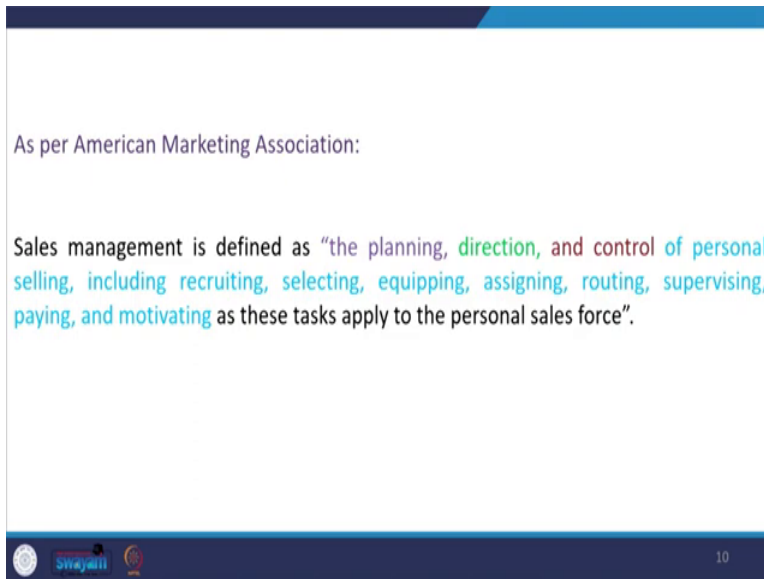 As per American Marketing Association:
Sales management is defined as “the planning, direction, and control of personal
selling, including recruiting, selecting, equipping, assigning, routing, supervising,
paying, and motivating as these tasks apply to the personal sales force”.
swayam
10